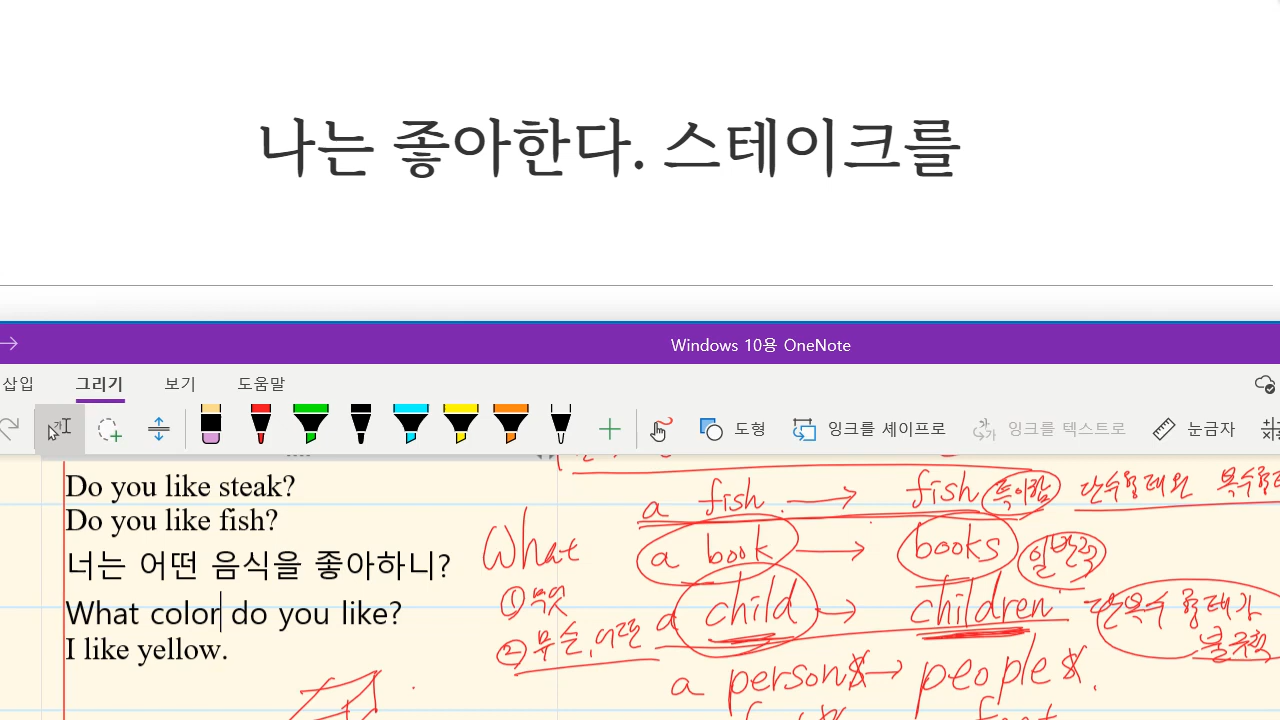 나는 좋아한다. 스테이크를
Windows 10용 OneNote
삽입 그리기 보기 도움말
도형 잉크를 셰이프로 잉크를 텍스트로 눈금자
Do you like steak?
Do you like fish?
너는 어떤 음식을 좋아하니?
What color do you like?
I like yellow.
What
① 무엇
② 무슨, 어떤
a fish → fish 특이함 단수형태와 복수형태
a book → books 일반적
a child → children 단복수 형태가
불규칙
a person → people